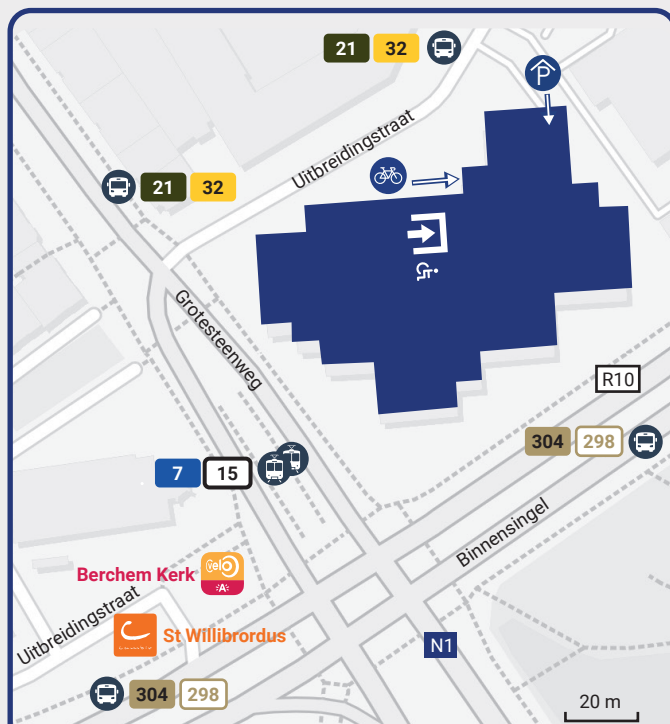 21 32
P
Uitbreidingstraat
21 32
Grotesteenweg
R10
304 298
7 15
Binnensingel
Velo
Berchem Kerk
:A:
Uitbreidingstraat
St Willibrordus
N1
304 298
20 m